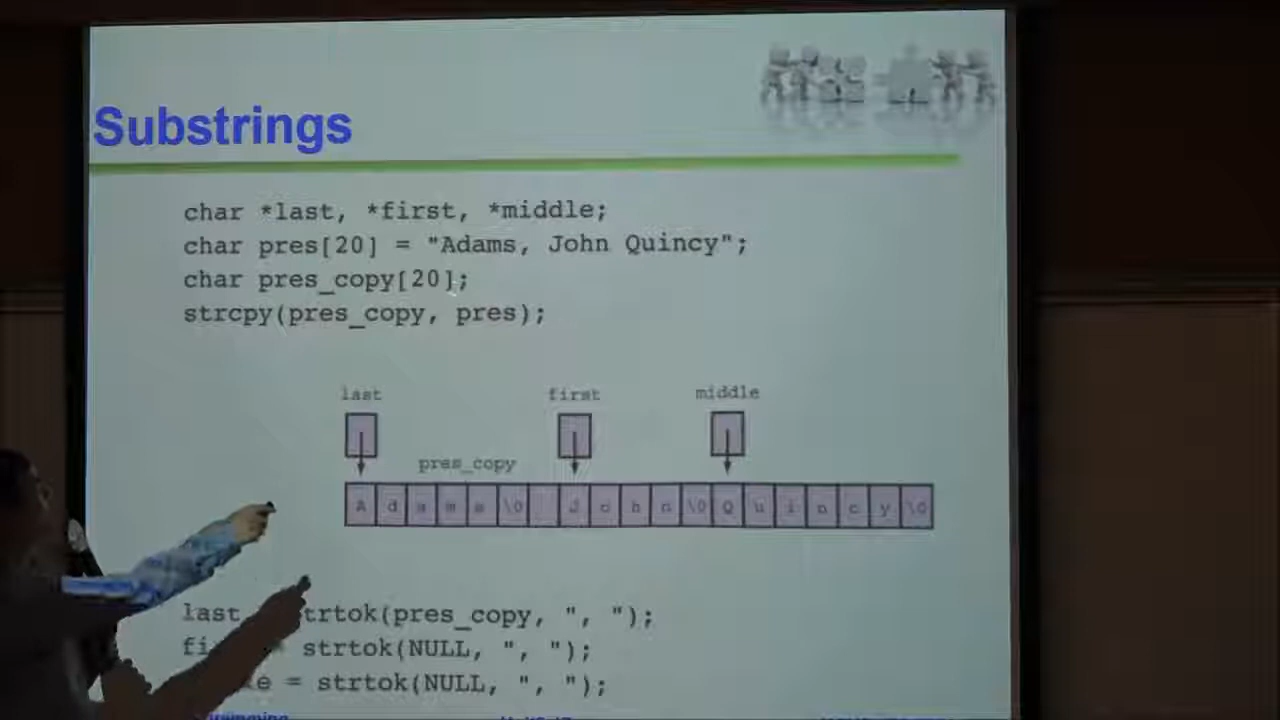 Substrings
char *last, *first, *middle;
char pres[20] = "Adams, John Quincy";
char pres_copy[20];
strcpy(pres_copy, pres);
last first middle
pres_copy
A d a m s \0 J o h n \0 Q u i n c y \0
last strtok(pres_copy, ", ");
= strtok(NULL, ", ");
= strtok(NULL, ", ");